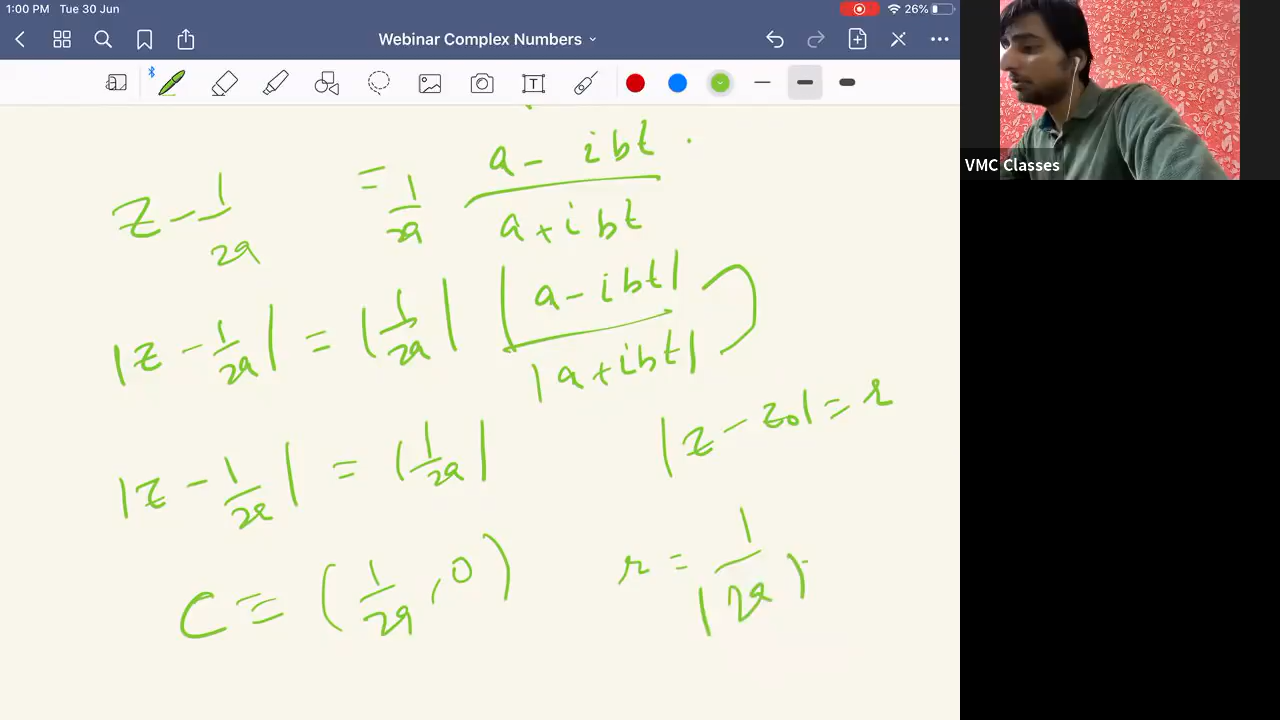 1:00 PM Tue 30 Jun
26%
Webinar Complex Numbers
VMC Classes
z - 1/2a = 1/2a (a - ibt)/(a + ibt) .
|z - 1/2a| = |1/2a| |a - ibt|/|a + ibt|
|z - 1/2a| = |1/2a|
|z - z₀| = r
C ≡ (1/2a, 0)
r = 1/|2a|